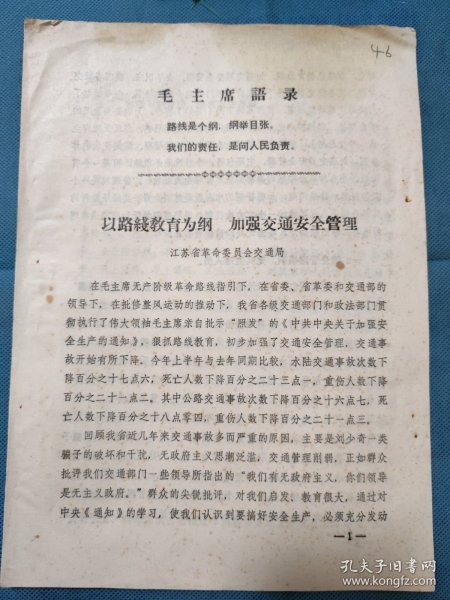 46
毛主席語录
路线是个纲，纲举目张。
我们的责任，是向人民负责。
以路綫教育为纲 加强交通安全管理
江苏省革命委员会交通局
在毛主席无产阶级革命路线指引下，在省委、省革委和交通部的
领导下，在批修整风运动的推动下，我省各级交通部门和政法部门贯
彻执行了伟大领袖毛主席亲自批示“照发”的《中共中央关于加强安
全生产的通知》，狠抓路线教育，初步加强了交通安全管理，交通事
故开始有所下降。今年上半年与去年同期比较，水陆交通事故次数下
降百分之十七点六，死亡人数下降百分之二十三点一，重伤人数下降
百分之二十一点二。其中公路交通事故次数下降百分之十六点七，死
亡人数下降百分之十八点零四，重伤人数下降百分之二十一点三。
回顾我省近几年来交通事故多而严重的原因，主要是刘少奇一类
骗子的破坏和干扰，无政府主义思潮泛滥，交通管理削弱，正如群众
批评我们交通部门一些领导所指出的“我们有无政府主义，你们领导
是无主义政府。”群众的尖锐批评，对我们启发、教育很大，通过对
中央《通知》的学习，使我们认识到要搞好安全生产，必须充分发动
—1—
孔夫子旧书网
www.kongfz.com